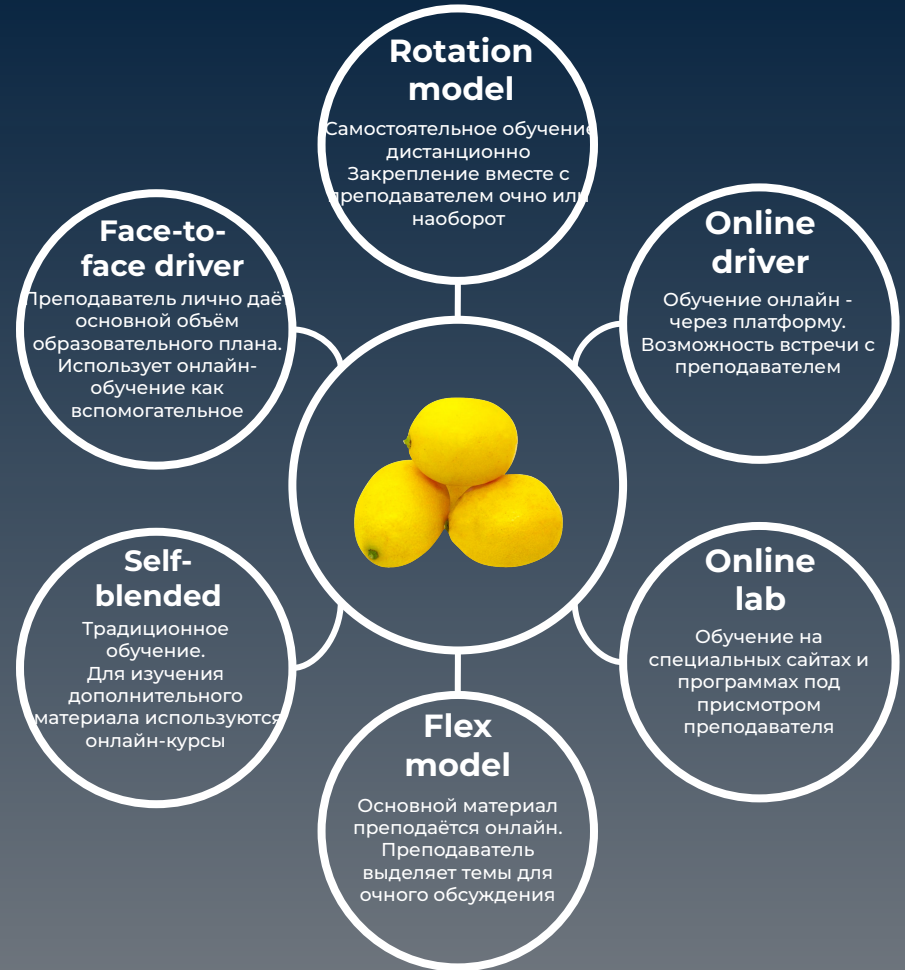 Rotation
model
Самостоятельное обучение
дистанционно
Закрепление вместе с
преподавателем очно или
наоборот
Face-to-
face driver
Преподаватель лично даёт
основной объём
образовательного плана.
Использует онлайн-
обучение как
вспомогательное
Online
driver
Обучение онлайн -
через платформу.
Возможность встречи с
преподавателем
Self-
blended
Традиционное
обучение.
Для изучения
дополнительного
материала используются
онлайн-курсы
Online
lab
Обучение на
специальных сайтах и
программах под
присмотром
преподавателя
Flex
model
Основной материал
преподаётся онлайн.
Преподаватель
выделяет темы для
очного обсуждения